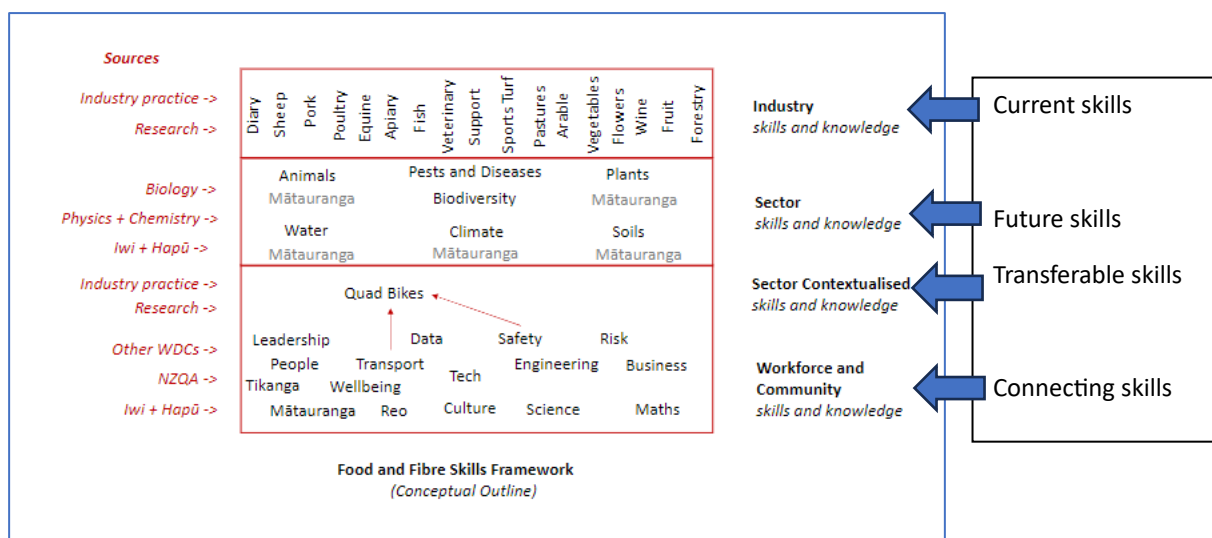 Sources
Industry practice ->
Research ->
Diary
Sheep
Pork
Poultry
Equine
Apiary
Fish
Veterinary
Support
Sports Turf
Pastures
Arable
Vegetables
Flowers
Wine
Fruit
Forestry
Industry
skills and knowledge
Current skills
Biology ->
Physics + Chemistry ->
Iwi + Hapū ->
Animals
Mātauranga
Pests and Diseases
Biodiversity
Plants
Mātauranga
Water
Mātauranga
Climate
Mātauranga
Soils
Mātauranga
Sector
skills and knowledge
Future skills
Industry practice ->
Research ->
Quad Bikes
Sector Contextualised
skills and knowledge
Transferable skills
Other WDCs ->
NZQA ->
Iwi + Hapū ->
Leadership
Data
Safety
Risk
People
Transport
Engineering
Business
Tikanga
Wellbeing
Tech
Mātauranga
Reo
Culture
Science
Maths
Workforce and
Community
skills and knowledge
Connecting skills
Food and Fibre Skills Framework
(Conceptual Outline)